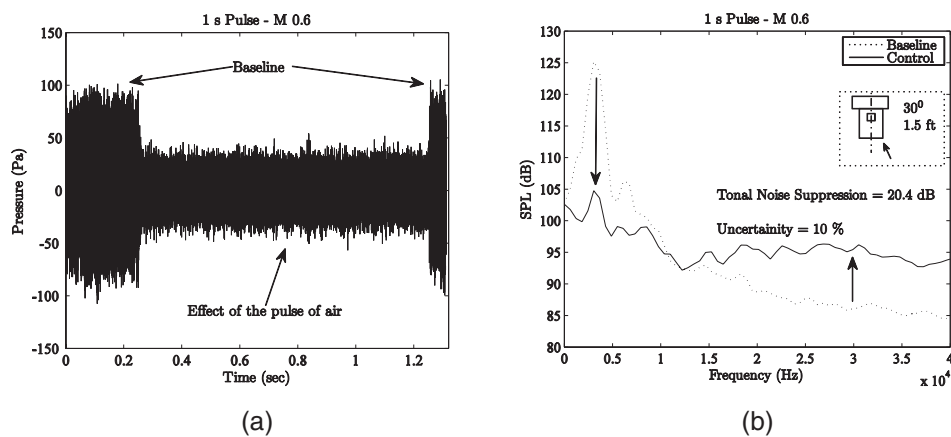 1 s Pulse - M 0.6
150
100
50
0
-50
-100
-150
Pressure (Pa)
Baseline
Effect of the pulse of air
0 0.2 0.4 0.6 0.8 1.0 1.2
Time (sec)
(a)
1 s Pulse - M 0.6
130
125
120
115
110
105
100
95
90
85
80
SPL (dB)
Baseline
Control
30⁰
1.5 ft
Tonal Noise Suppression = 20.4 dB
Uncertainity = 10 %
0 0.5 1 1.5 2 2.5 3 3.5 4
Frequency (Hz)
x 10⁴
(b)